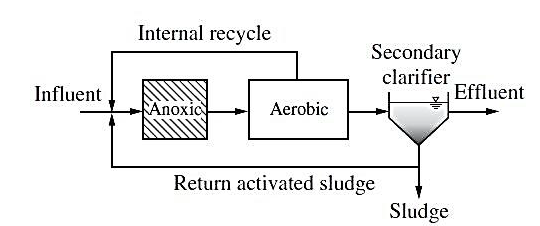 Internal recycle
Secondary
clarifier
Influent
Anoxic
Aerobic
Effluent
Return activated sludge
Sludge